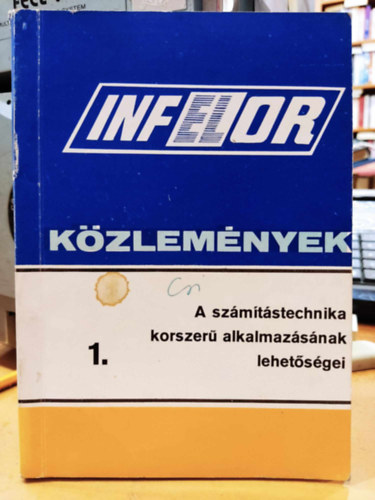 INFELOR
KÖZLEMÉNYEK
A számítástechnika
korszerű alkalmazásának
lehetőségei
1.